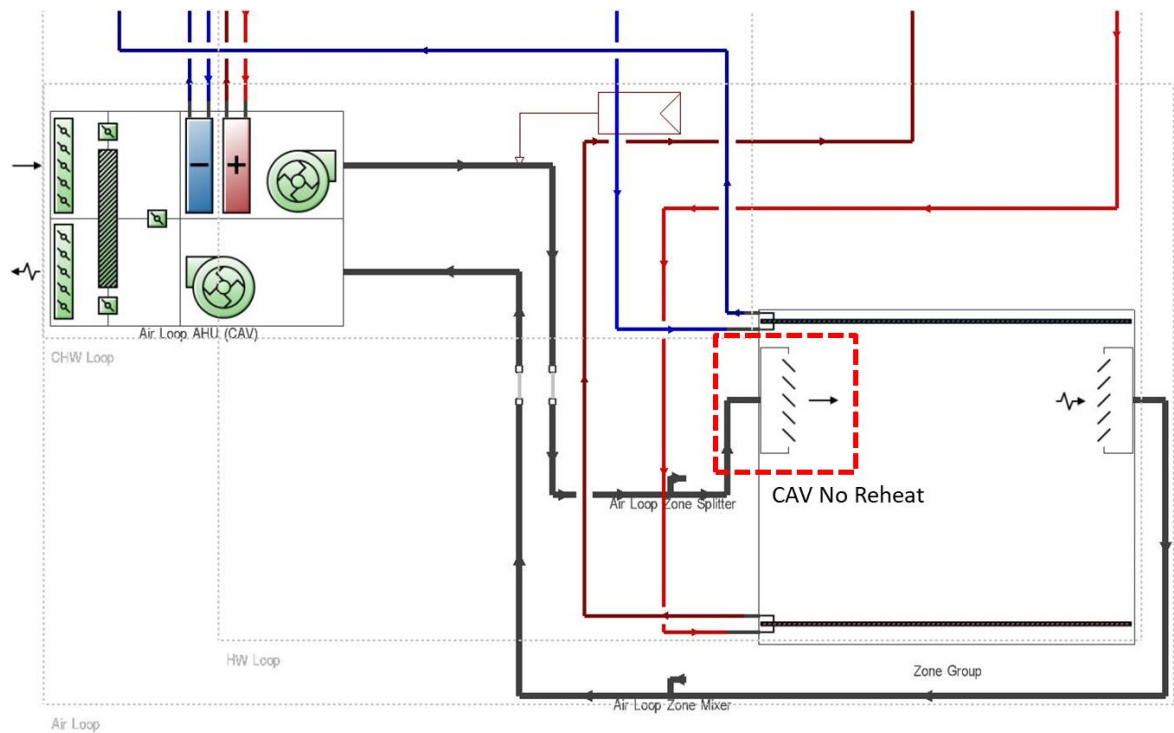 Air Loop AHU (CAV)
CHW Loop
CAV No Reheat
Air Loop Zone Splitter
HW Loop
Zone Group
Air Loop Zone Mixer
Air Loop